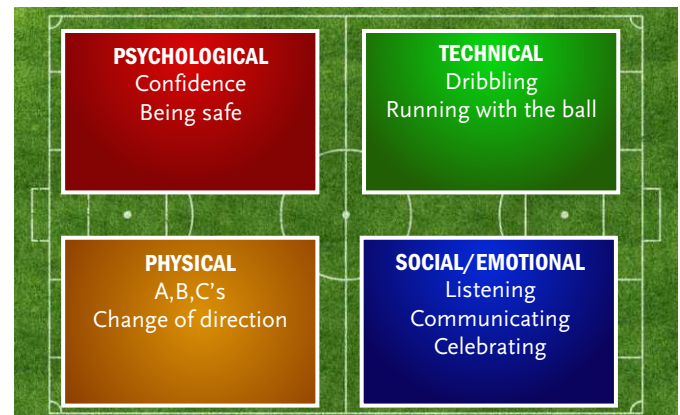 PSYCHOLOGICAL
Confidence
Being safe
TECHNICAL
Dribbling
Running with the ball
PHYSICAL
A,B,C’s
Change of direction
SOCIAL/EMOTIONAL
Listening
Communicating
Celebrating